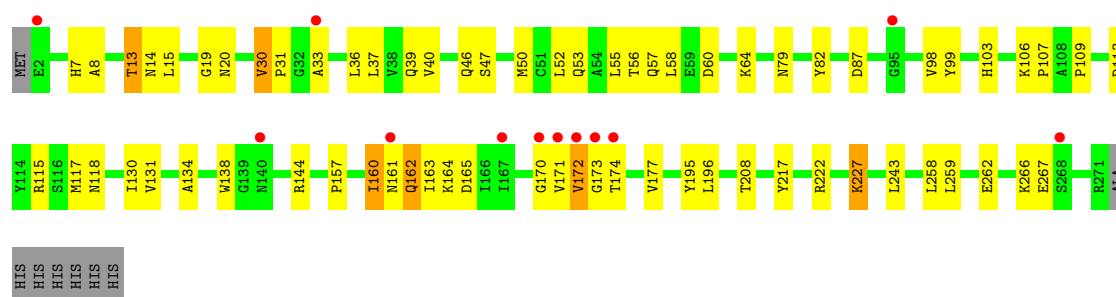 MET E2 H7 A8 T13 N14 L15 G19 N20 V30 P31 G32 A33 L36 L37 V38 Q39 V40 Q46 S47 M50 C51 L52 Q53 A54 L55 T56 Q57 L58 E59 D60 K64 N79 Y82 D87 G95 V98 Y99 H103 K106 P107 A108 P109
Y114 R115 S116 M117 N118 I130 V131 A134 W138 G139 N140 R144 P157 I160 N161 Q162 I163 K164 D165 I166 I167 G170 V171 V172 G173 T174 V177 Y195 L196 T208 Y217 R222 K227 L243 L258 L259 E262 K266 E267 S268 R271
HIS HIS HIS HIS HIS HIS